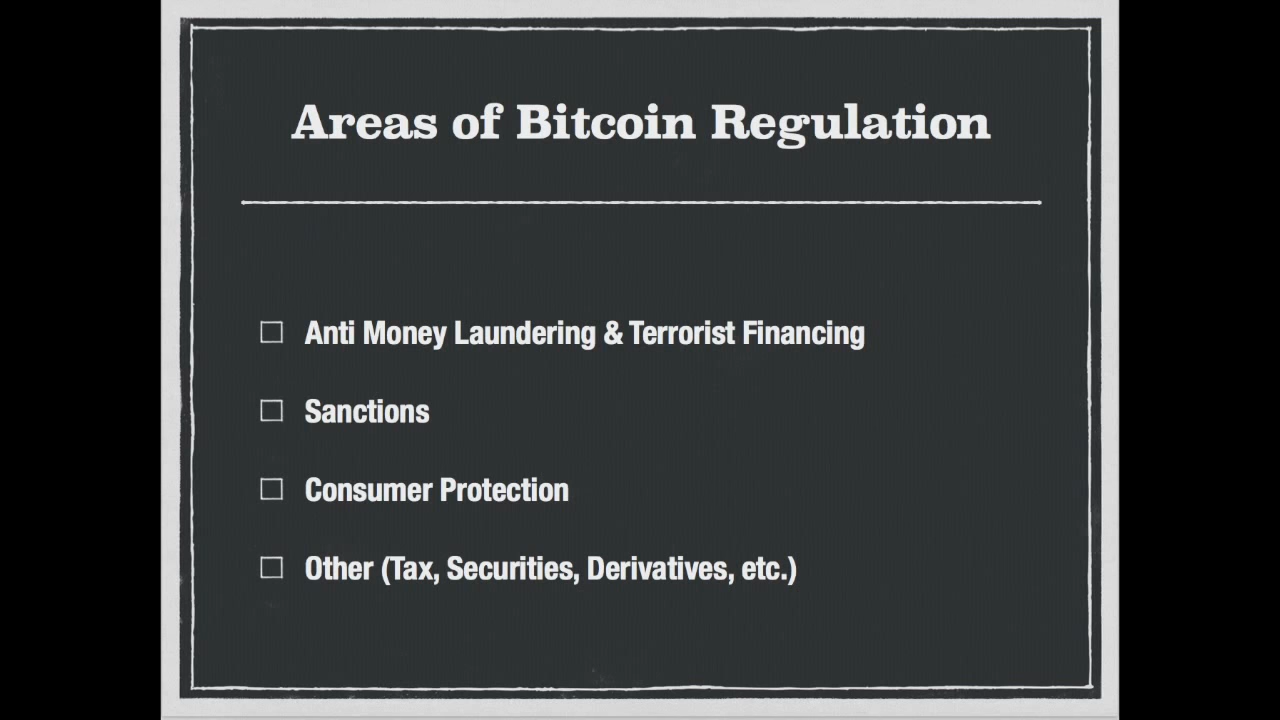 Areas of Bitcoin Regulation
Anti Money Laundering & Terrorist Financing
Sanctions
Consumer Protection
Other (Tax, Securities, Derivatives, etc.)